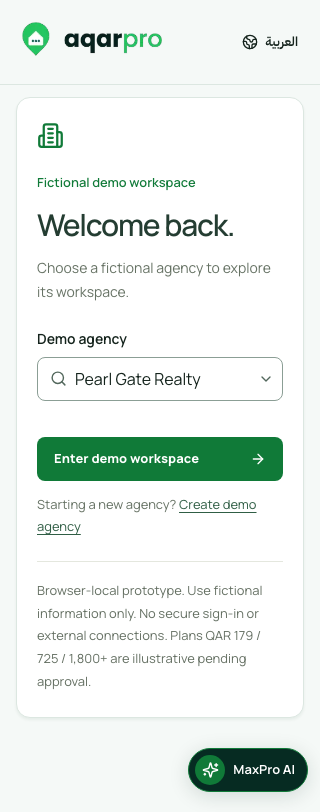 aqarpro
العربية
Fictional demo workspace
Welcome back.
Choose a fictional agency to explore
its workspace.
Demo agency
Pearl Gate Realty
Enter demo workspace
Starting a new agency? Create demo
agency
Browser-local prototype. Use fictional
information only. No secure sign-in or
external connections. Plans QAR 179 /
725 / 1,800+ are illustrative pending
approval.
MaxPro AI